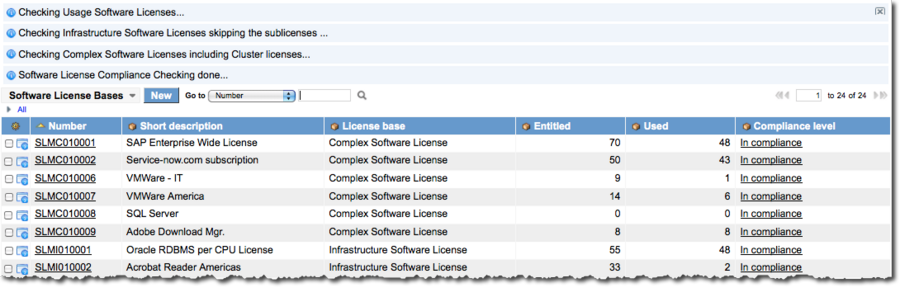 Checking Usage Software Licenses...
Checking Infrastructure Software Licenses skipping the sublicenses ...
Checking Complex Software Licenses including Cluster licenses...
Software License Compliance Checking done...
Software License Bases New Go to Number 1 to 24 of 24
All
Number Short description License base Entitled Used Compliance level
SLMC010001 SAP Enterprise Wide License Complex Software License 70 48 In compliance
SLMC010002 Service-now.com subscription Complex Software License 50 43 In compliance
SLMC010006 VMWare - IT Complex Software License 9 1 In compliance
SLMC010007 VMWare America Complex Software License 14 6 In compliance
SLMC010008 SQL Server Complex Software License 0 0 In compliance
SLMC010009 Adobe Download Mgr. Complex Software License 8 8 In compliance
SLMI010001 Oracle RDBMS per CPU License Infrastructure Software License 55 48 In compliance
SLMI010002 Acrobat Reader Americas Infrastructure Software License 33 2 In compliance